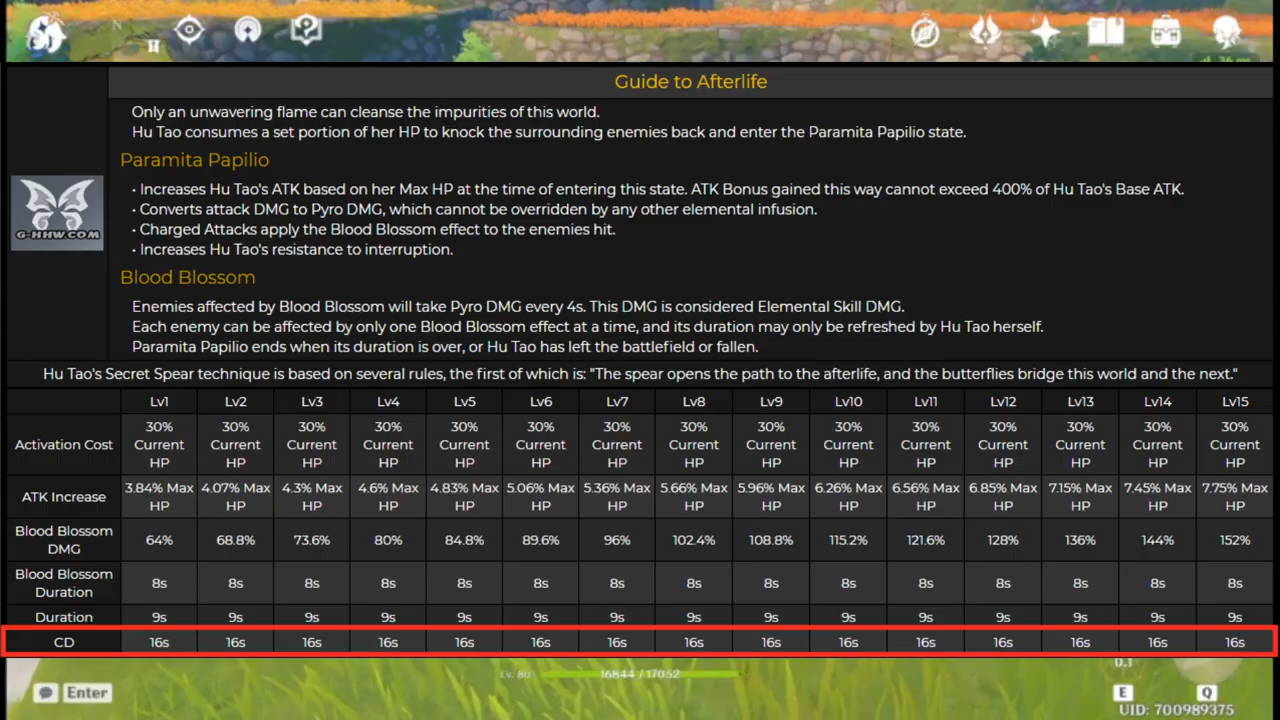 Guide to Afterlife
Only an unwavering flame can cleanse the impurities of this world.
Hu Tao consumes a set portion of her HP to knock the surrounding enemies back and enter the Paramita Papilio state.
Paramita Papilio
• Increases Hu Tao's ATK based on her Max HP at the time of entering this state. ATK Bonus gained this way cannot exceed 400% of Hu Tao's Base ATK.
• Converts attack DMG to Pyro DMG, which cannot be overridden by any other elemental infusion.
• Charged Attacks apply the Blood Blossom effect to the enemies hit.
• Increases Hu Tao's resistance to interruption.
G-HHW.COM
Blood Blossom
Enemies affected by Blood Blossom will take Pyro DMG every 4s. This DMG is considered Elemental Skill DMG.
Each enemy can be affected by only one Blood Blossom effect at a time, and its duration may only be refreshed by Hu Tao herself.
Paramita Papilio ends when its duration is over, or Hu Tao has left the battlefield or fallen.
Hu Tao's Secret Spear technique is based on several rules, the first of which is: "The spear opens the path to the afterlife, and the butterflies bridge this world and the next."
Lv1 Lv2 Lv3 Lv4 Lv5 Lv6 Lv7 Lv8 Lv9 Lv10 Lv11 Lv12 Lv13 Lv14 Lv15
30% 30% 30% 30% 30% 30% 30% 30% 30% 30% 30% 30% 30% 30% 30%
Activation Cost Current Current Current Current Current Current Current Current Current Current Current Current Current Current Current
HP HP HP HP HP HP HP HP HP HP HP HP HP HP HP
ATK Increase 3.84% Max 4.07% Max 4.3% Max 4.6% Max 4.83% Max 5.06% Max 5.36% Max 5.66% Max 5.96% Max 6.26% Max 6.56% Max 6.85% Max 7.15% Max 7.45% Max 7.75% Max
HP HP HP HP HP HP HP HP HP HP HP HP HP HP HP
Blood Blossom
DMG 64% 68.8% 73.6% 80% 84.8% 89.6% 96% 102.4% 108.8% 115.2% 121.6% 128% 136% 144% 152%
Blood Blossom
Duration 8s 8s 8s 8s 8s 8s 8s 8s 8s 8s 8s 8s 8s 8s 8s
Duration 9s 9s 9s 9s 9s 9s 9s 9s 9s 9s 9s 9s 9s 9s 9s
CD 16s 16s 16s 16s 16s 16s 16s 16s 16s 16s 16s 16s 16s 16s 16s
Lv. 80 16844 / 17052
0.1
Enter
E Q
UID: 700989375